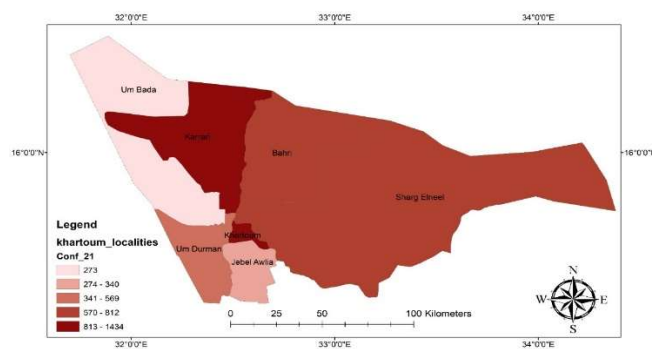 32°0'0"E 33°0'0"E 34°0'0"E
Um Bada
Karrari
Bahri
16°0'0"N 16°0'0"N
Sharg Elneel
Legend
khartoum_localities
Conf_21
273
274 - 340
341 - 569
570 - 812
813 - 1434
Khartoum
Um Durman
Jebel Awlia
N
W E
S
0 25 50 100 Kilometers
32°0'0"E 33°0'0"E 34°0'0"E